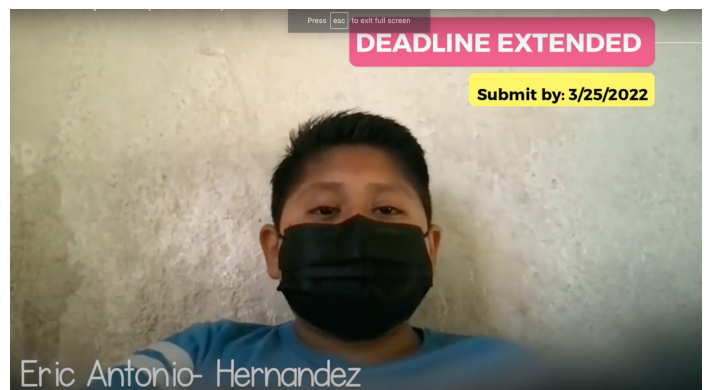 Press esc to exit full screen
DEADLINE EXTENDED
Submit by: 3/25/2022
Eric Antonio- Hernandez